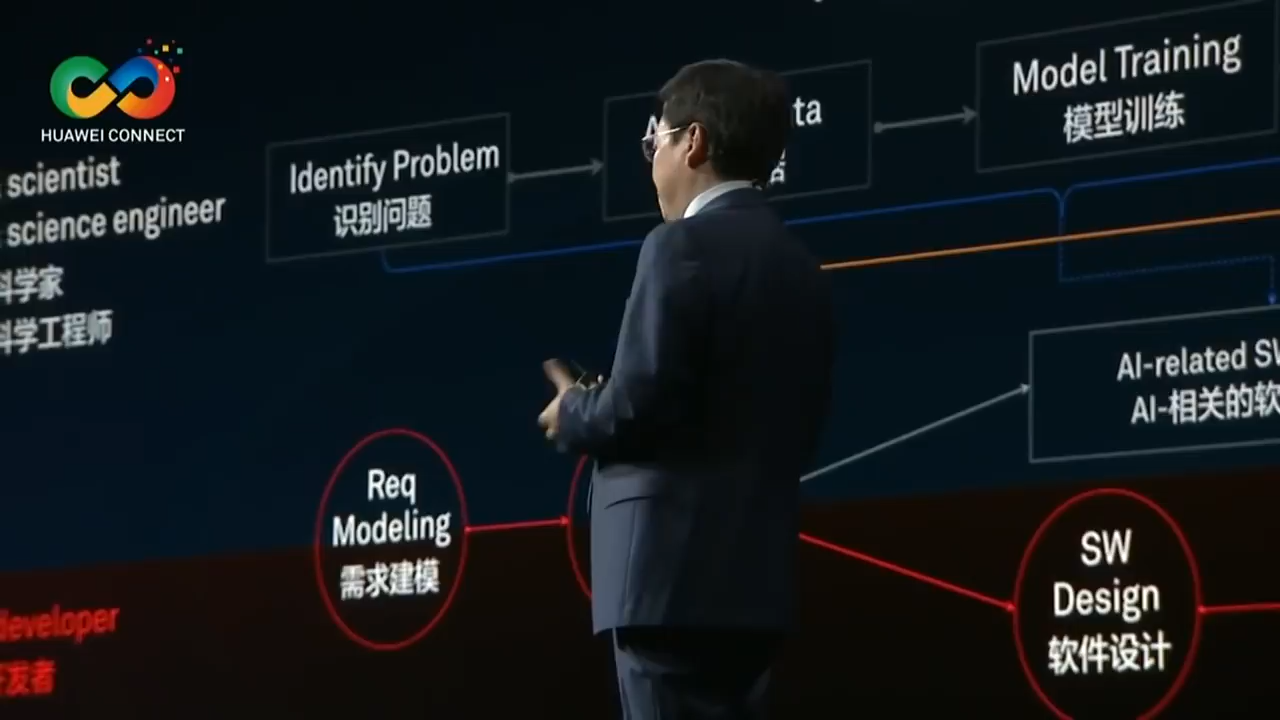 HUAWEI CONNECT
scientist
science engineer
科学家
科学工程师
Identify Problem
识别问题
Model Training
模型训练
AI-related SW
AI-相关的软
Req
Modeling
需求建模
SW
Design
软件设计
developer
开发者